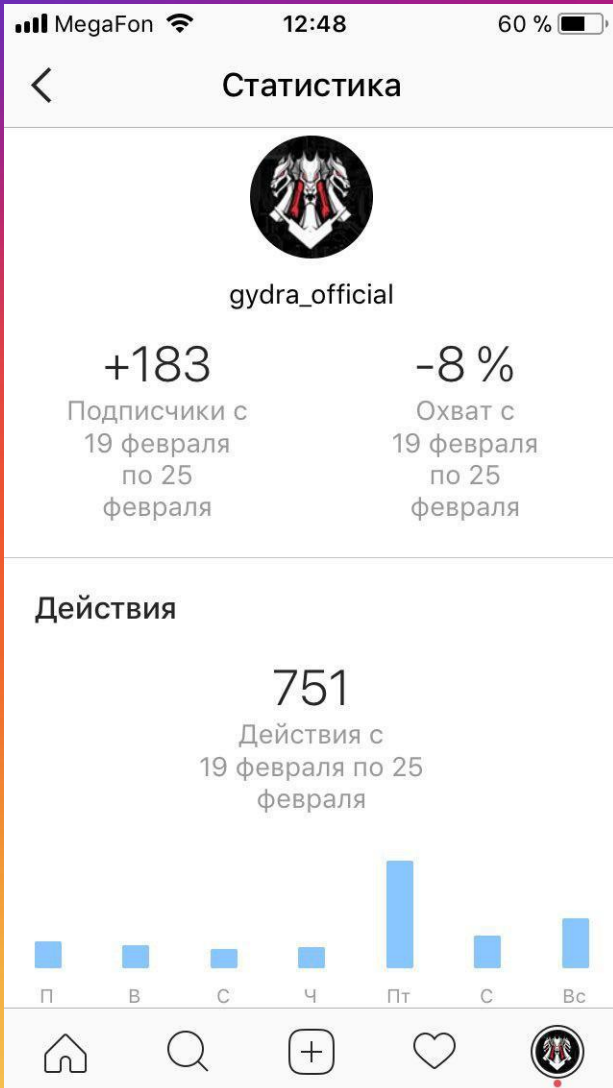 MegaFon 12:48 60 %
Статистика
gydra_official
+183
Подписчики с
19 февраля
по 25
февраля
-8 %
Охват с
19 февраля
по 25
февраля
Действия
751
Действия с
19 февраля по 25
февраля
П В С Ч Пт С Вс